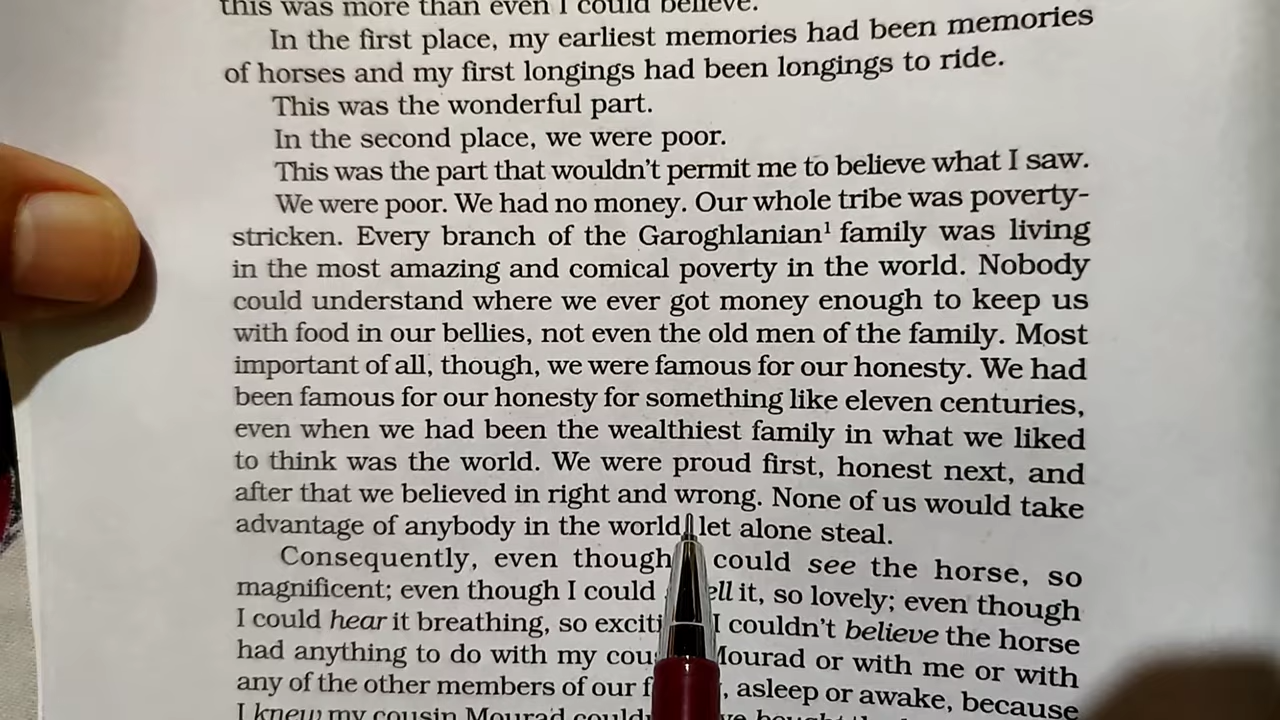 this was more than even I could believe.
In the first place, my earliest memories had been memories
of horses and my first longings had been longings to ride.
This was the wonderful part.
In the second place, we were poor.
This was the part that wouldn't permit me to believe what I saw.
We were poor. We had no money. Our whole tribe was poverty-
stricken. Every branch of the Garoghlanian¹ family was living
in the most amazing and comical poverty in the world. Nobody
could understand where we ever got money enough to keep us
with food in our bellies, not even the old men of the family. Most
important of all, though, we were famous for our honesty. We had
been famous for our honesty for something like eleven centuries,
even when we had been the wealthiest family in what we liked
to think was the world. We were proud first, honest next, and
after that we believed in right and wrong. None of us would take
advantage of anybody in the world let alone steal.
Consequently, even though could see the horse, so
magnificent; even though I could it, so lovely; even though
I could hear it breathing, so I couldn't believe the horse
had anything to do with my Mourad or with me or with
any of the other members of our , asleep or awake, because
I knew my cousin Mourad